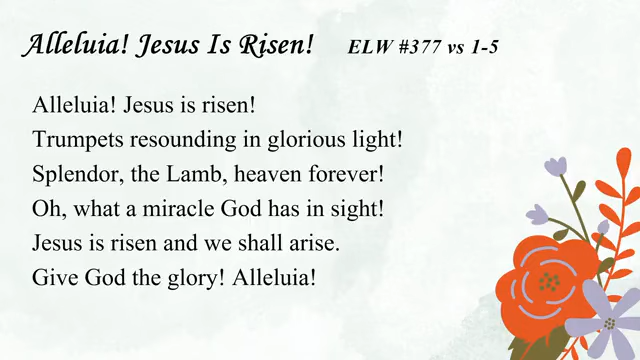 Alleluia! Jesus Is Risen! ELW #377 vs 1-5
Alleluia! Jesus is risen!
Trumpets resounding in glorious light!
Splendor, the Lamb, heaven forever!
Oh, what a miracle God has in sight!
Jesus is risen and we shall arise.
Give God the glory! Alleluia!